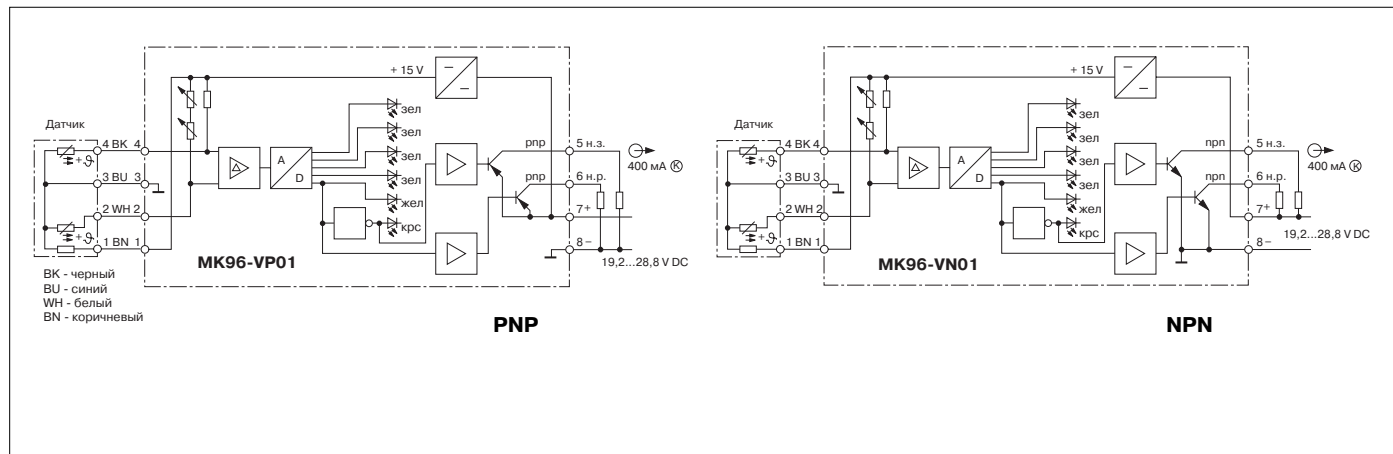 + 15 V
–
–
Датчик
зел
зел
зел
зел
жел
крс
4 BK 4
3 BU 3
2 WH 2
1 BN 1
+ϑ
+ϑ
A
D
pnp
pnp
5 н.з.
6 н.р.
7+
8 –
400 мА Ⓚ
19,2...28,8 V DC
MK96-VP01
BK - черный
BU - синий
WH - белый
BN - коричневый
PNP
+ 15 V
–
–
Датчик
зел
зел
зел
зел
жел
крс
4 BK 4
3 BU 3
2 WH 2
1 BN 1
+ϑ
+ϑ
A
D
npn
npn
5 н.з.
6 н.р.
7+
8 –
400 мА Ⓚ
19,2...28,8 V DC
MK96-VN01
NPN